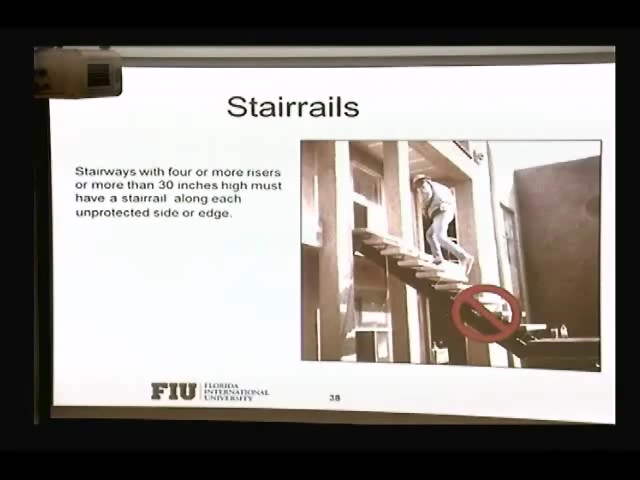 Stairrails
Stairways with four or more risers
or more than 30 inches high must
have a stairrail along each
unprotected side or edge.
FIU
FLORIDA
INTERNATIONAL
UNIVERSITY
38